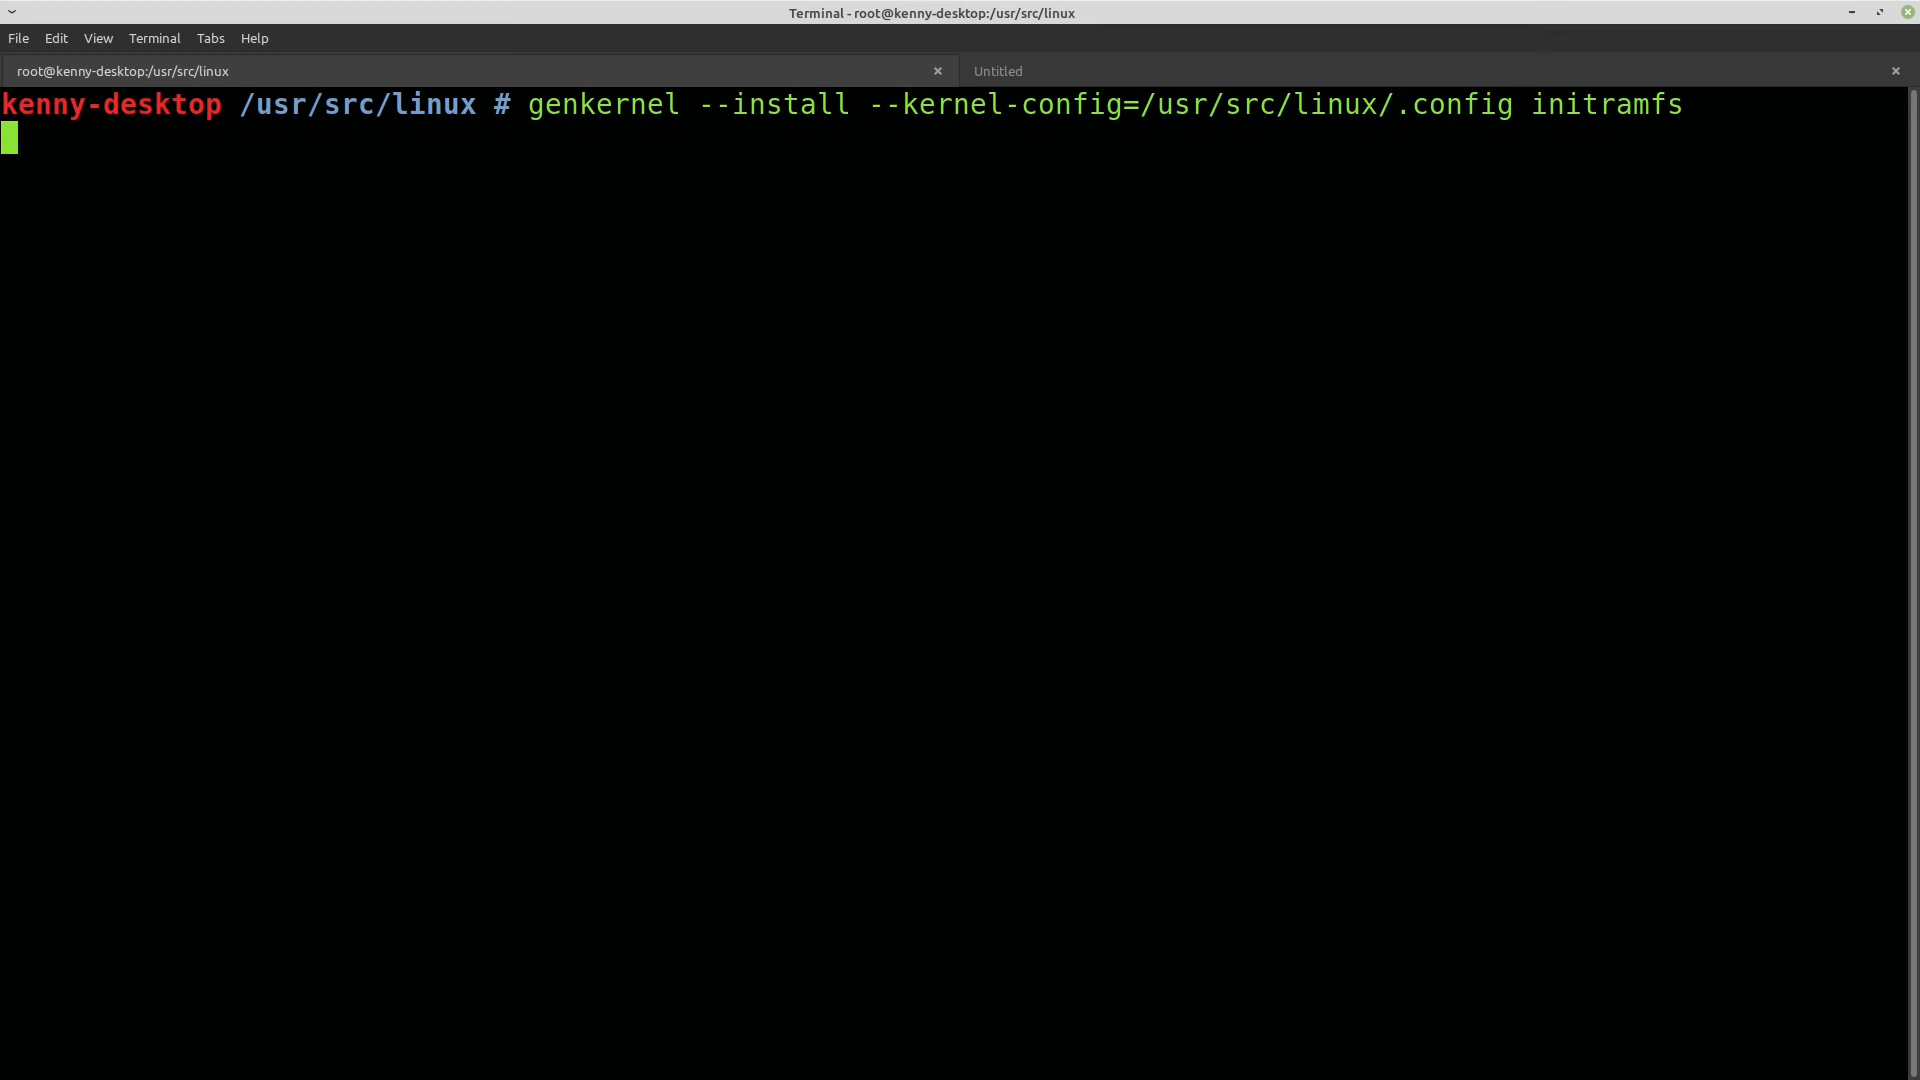 Terminal - root@kenny-desktop:/usr/src/linux
File Edit View Terminal Tabs Help
root@kenny-desktop:/usr/src/linux Untitled
kenny-desktop /usr/src/linux # genkernel --install --kernel-config=/usr/src/linux/.config initramfs